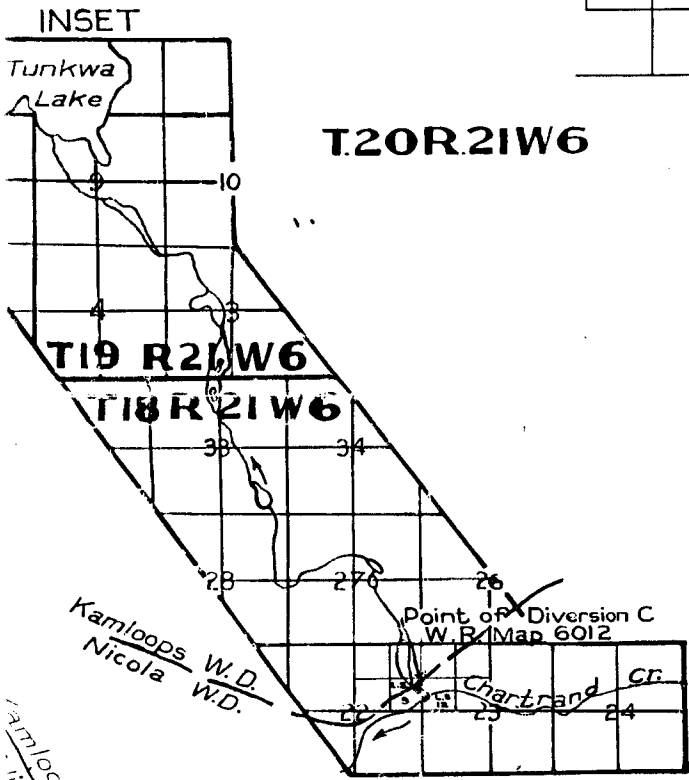 INSET
Tunkwa
Lake
T.20R.21W6
9
10
4
3
T19 R21 W6
T18 R 21 W6
33
34
28
27
26
Point of Diversion C
W.R. Map 6012
Kamloops W.D.
Nicola W.D.
Chartrand Cr.
22
23
24